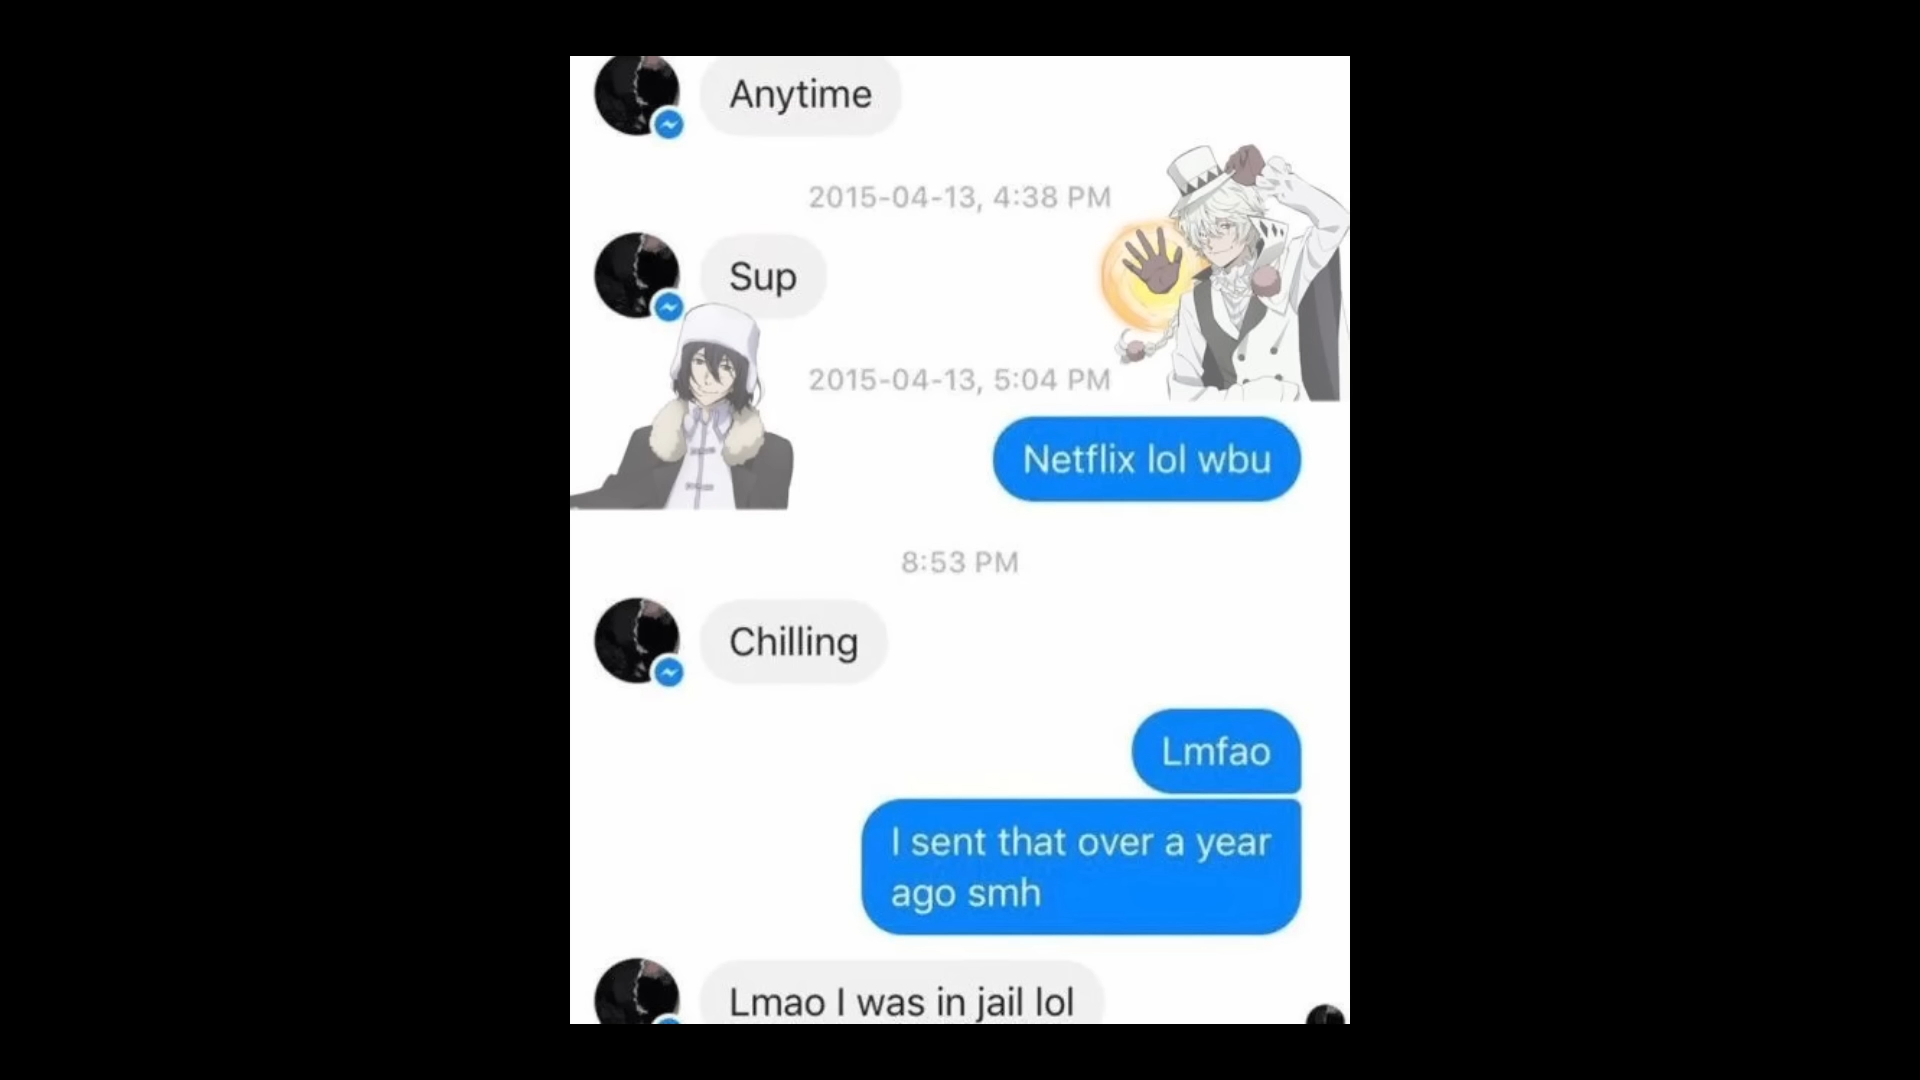 Anytime
2015-04-13, 4:38 PM
Sup
2015-04-13, 5:04 PM
Netflix lol wbu
8:53 PM
Chilling
Lmfao
I sent that over a year
ago smh
Lmao I was in jail lol